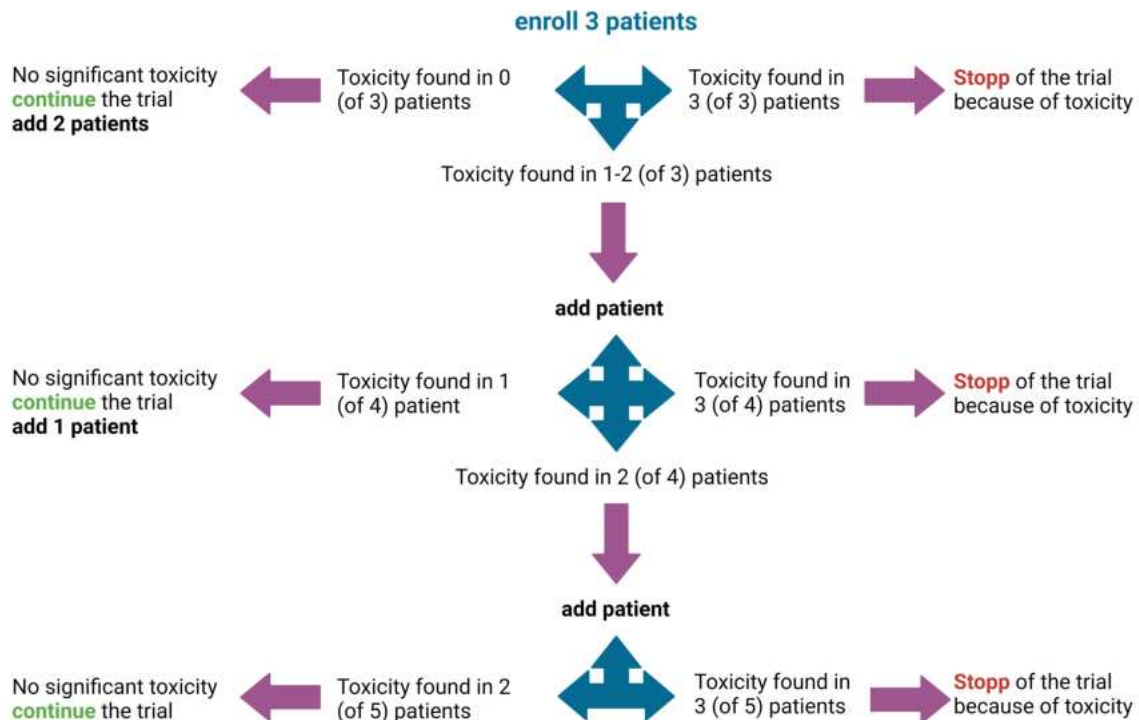 enroll 3 patients
No significant toxicity
continue the trial
add 2 patients
Toxicity found in 0
(of 3) patients
Toxicity found in
3 (of 3) patients
Stopp of the trial
because of toxicity
Toxicity found in 1-2 (of 3) patients
add patient
No significant toxicity
continue the trial
add 1 patient
Toxicity found in 1
(of 4) patient
Toxicity found in
3 (of 4) patients
Stopp of the trial
because of toxicity
Toxicity found in 2 (of 4) patients
add patient
No significant toxicity
continue the trial
Toxicity found in 2
(of 5) patients
Toxicity found in
3 (of 5) patients
Stopp of the trial
because of toxicity